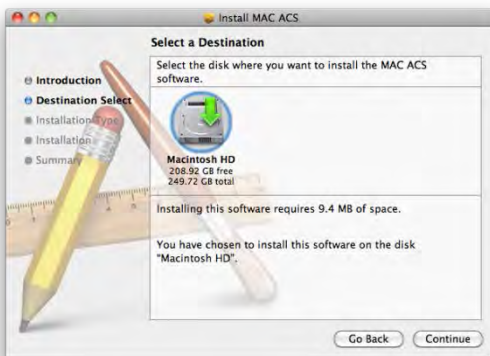 Install MAC ACS
Select a Destination
Introduction
Destination Select
Installation Type
Installation
Summary
Select the disk where you want to install the MAC ACS
software.
Macintosh HD
208.92 GB free
249.72 GB total
Installing this software requires 9.4 MB of space.
You have chosen to install this software on the disk
"Macintosh HD".
Go Back
Continue